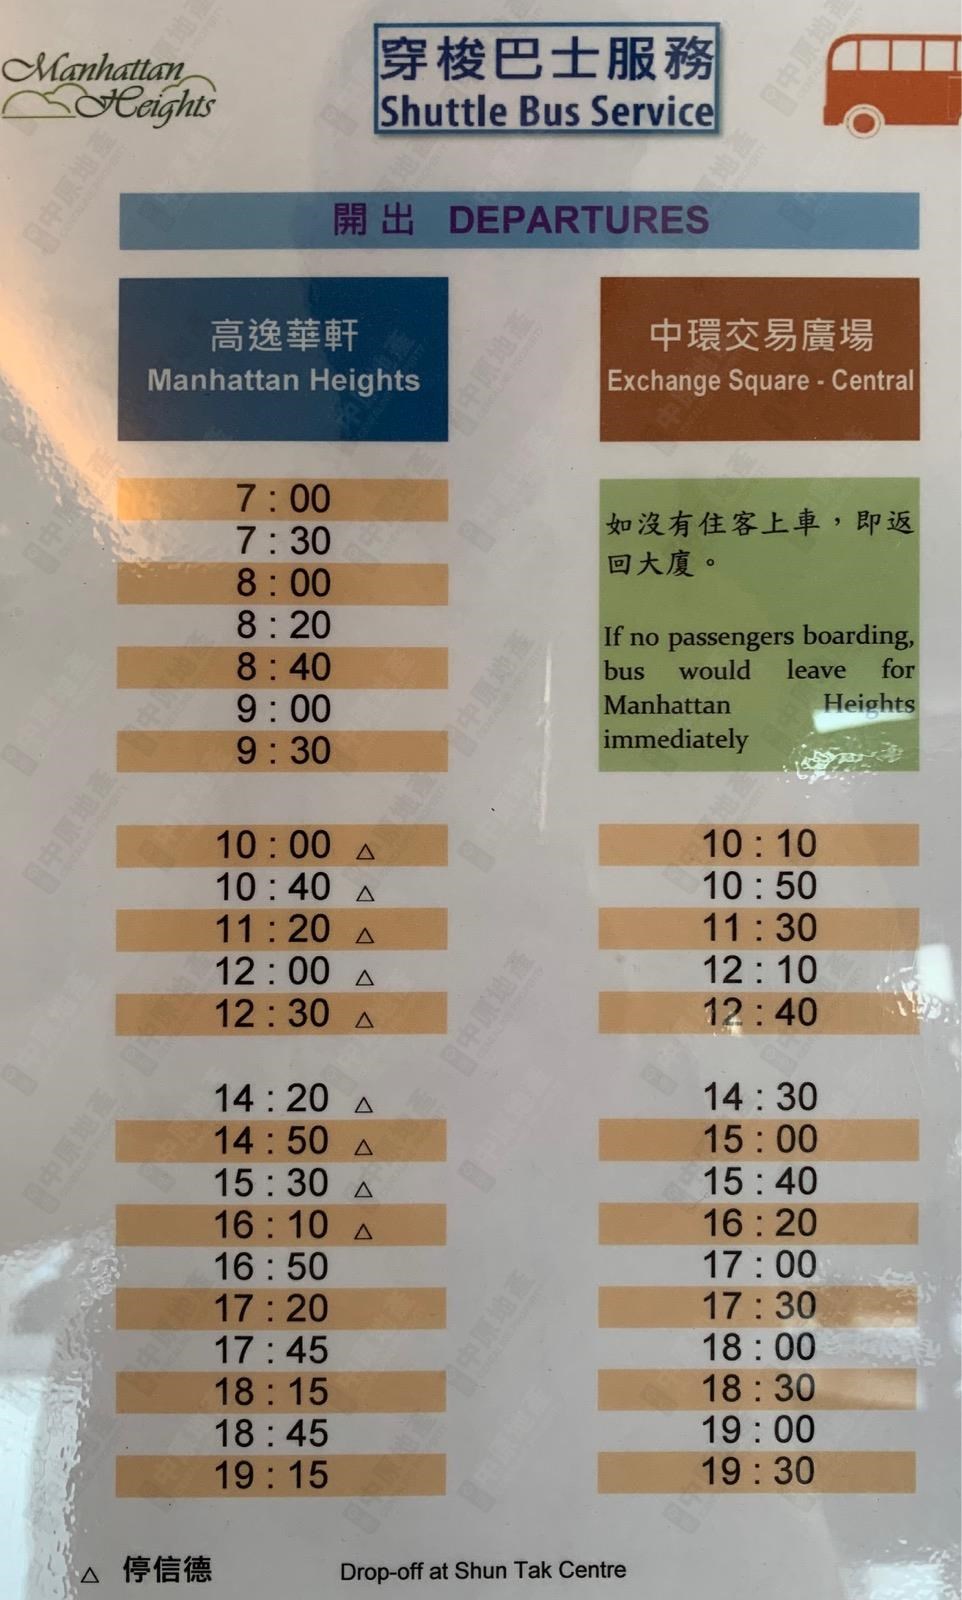 Manhattan
Heights
穿梭巴士服務
Shuttle Bus Service
開出 DEPARTURES
高逸華軒
Manhattan Heights
中環交易廣場
Exchange Square - Central
7 : 00
7 : 30
8 : 00
8 : 20
8 : 40
9 : 00
9 : 30
如沒有住客上車，即返
回大廈。
If no passengers boarding,
bus would leave for
Manhattan Heights
immediately
10 : 00 △ 10 : 10
10 : 40 △ 10 : 50
11 : 20 △ 11 : 30
12 : 00 △ 12 : 10
12 : 30 △ 12 : 40
14 : 20 △ 14 : 30
14 : 50 △ 15 : 00
15 : 30 △ 15 : 40
16 : 10 △ 16 : 20
16 : 50 17 : 00
17 : 20 17 : 30
17 : 45 18 : 00
18 : 15 18 : 30
18 : 45 19 : 00
19 : 15 19 : 30
△ 停信德 Drop-off at Shun Tak Centre
中原地產